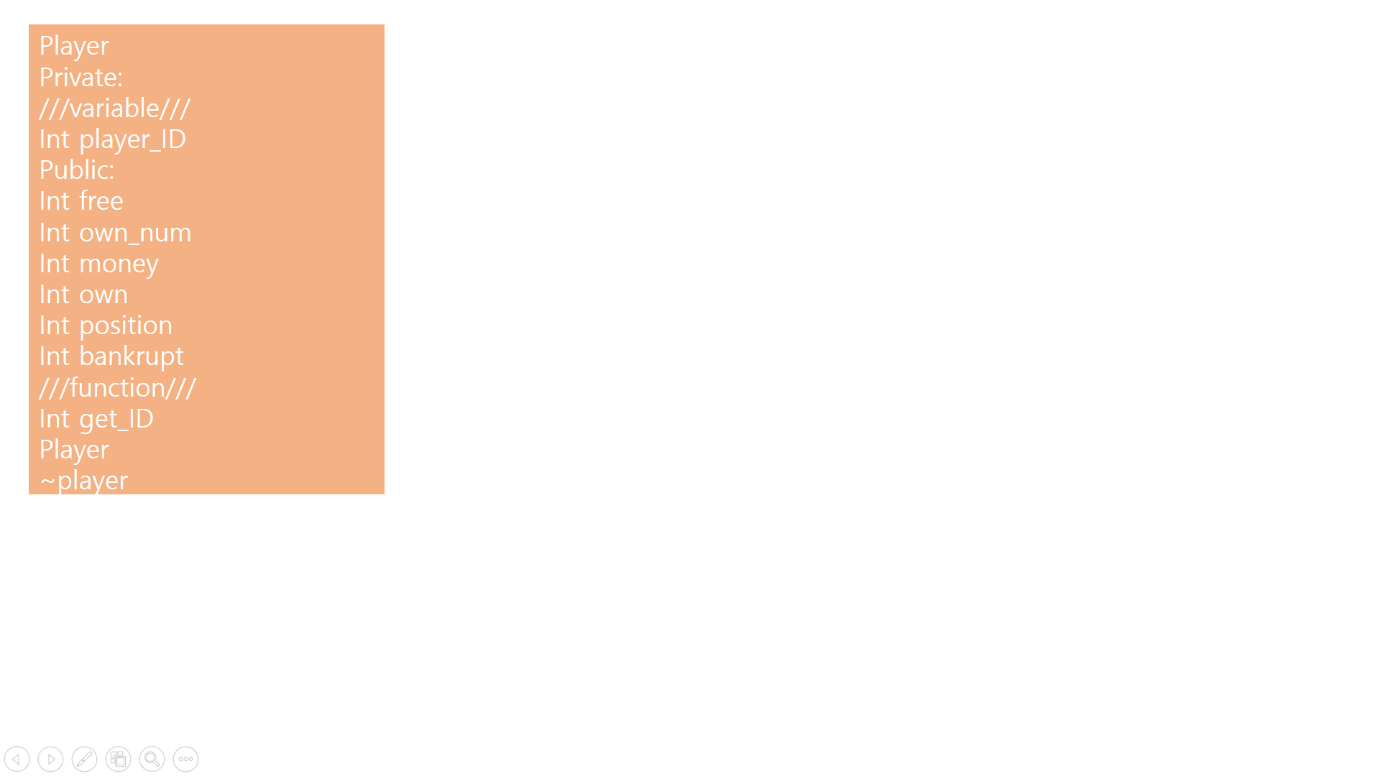 Player
Private:
///variable///
Int player_ID
Public:
Int free
Int own_num
Int money
Int own
Int position
Int bankrupt
///function///
Int get_ID
Player
~player